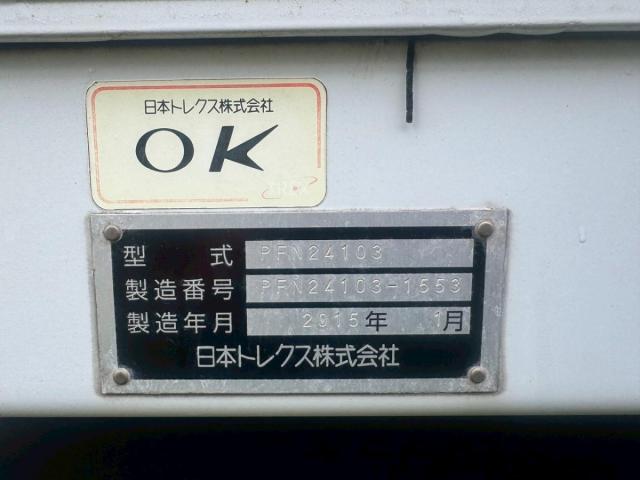 日本トレクス株式会社
OK
TREX
型 式 PFN24103
製造番号 PFN24103-1553
製造年月 2015年 1月
日本トレクス株式会社